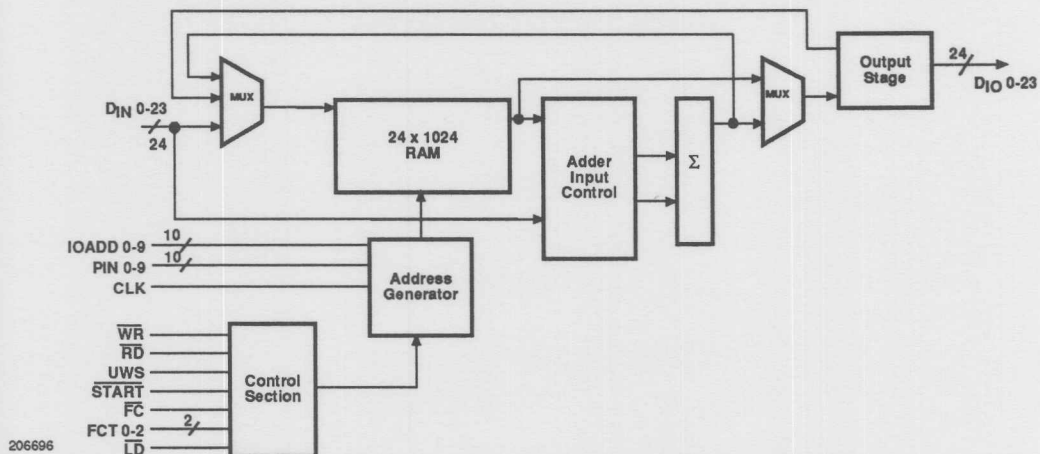 24
Output
Stage
DIO 0-23
MUX
MUX
DIN 0-23
24
24 x 1024
RAM
Adder
Input
Control
Σ
IOADD 0-9
10
PIN 0-9
10
CLK
Address
Generator
WR
RD
UWS
START
FC
FCT 0-2
2
LD
Control
Section
206696